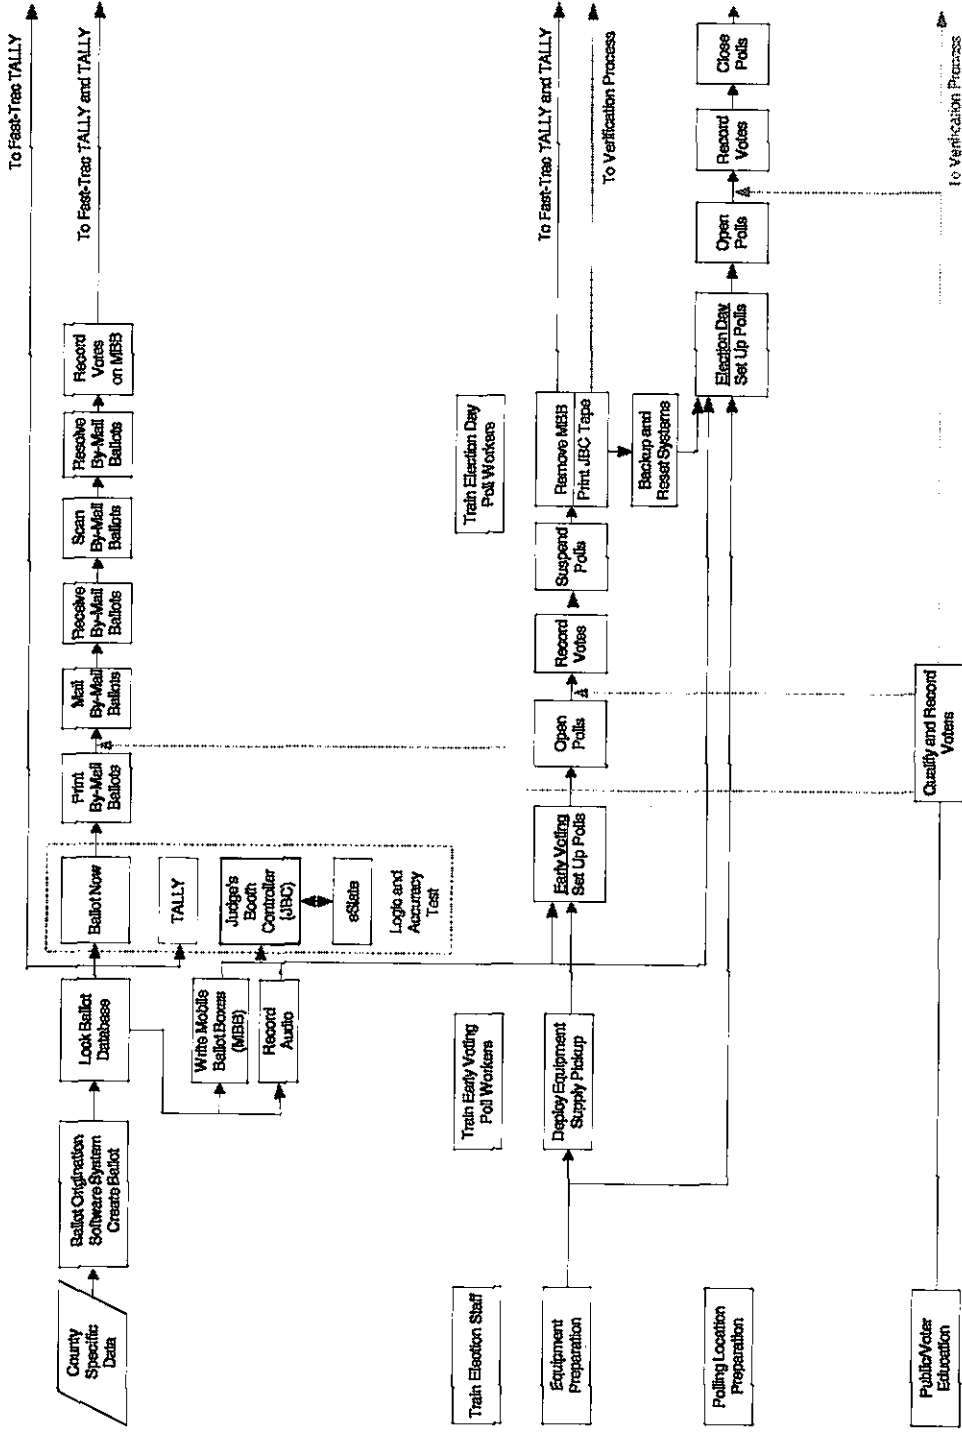 To Fast-Trac TALLY
County
Specific
Data
Ballot Origination
Software System
Create Ballot
Lock Ballot
Database
Ballot Now
Print
By-Mail
Ballots
Mail
By-Mail
Ballots
Receive
By-Mail
Ballots
Scan
By-Mail
Ballots
Resolve
By-Mail
Ballots
Record
Votes
on MBB
To Fast-Trac TALLY and TALLY
TALLY
Write Mobile
Ballot Boxes
(MBB)
Judge's
Booth
Controller
(JBC)
Record
Audio
eSlate
Logic and
Accuracy
Test
Train Election Staff
Train Early Voting
Poll Workers
Train Election Day
Poll Workers
Equipment
Preparation
Deploy Equipment
Supply Pickup
Early Voting
Set Up Polls
Open
Polls
Record
Votes
Suspend
Polls
Remove MBB
Print JBC Tape
To Fast-Trac TALLY and TALLY
To Verification Process
Backup and
Reset Systems
Polling Location
Preparation
Election Day
Set Up Polls
Open
Polls
Record
Votes
Close
Polls
Public/Voter
Education
Qualify and Record
Voters
To Verification Process